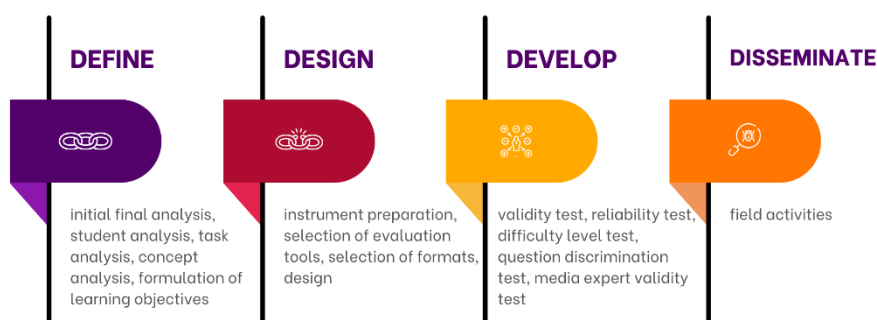 DEFINE
initial final analysis,
student analysis, task
analysis, concept
analysis, formulation of
learning objectives
DESIGN
instrument preparation,
selection of evaluation
tools, selection of formats,
design
DEVELOP
validity test, reliability test,
difficulty level test,
question discrimination
test, media expert validity
test
DISSEMINATE
field activities